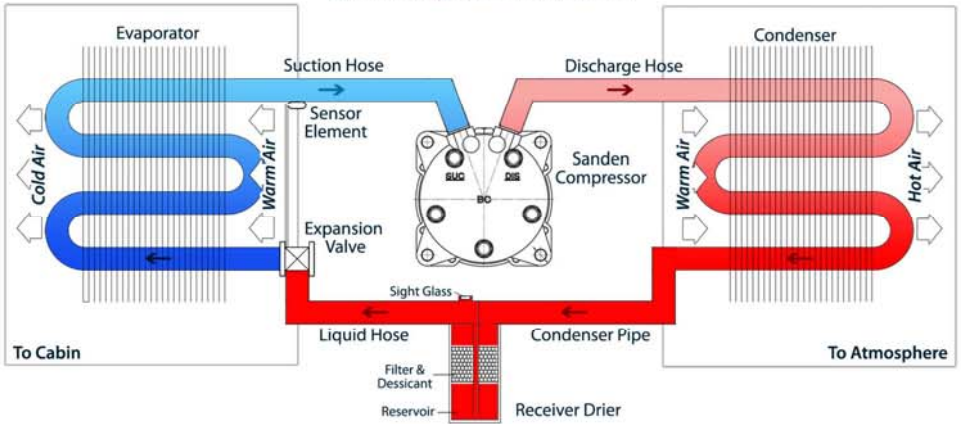 Evaporator
Condenser
Suction Hose
Discharge Hose
Sensor
Element
Sanden
Compressor
SUC
DIS
BC
Cold Air
Warm Air
Warm Air
Hot Air
Expansion
Valve
Sight Glass
Liquid Hose
Condenser Pipe
To Cabin
To Atmosphere
Filter &
Dessicant
Reservoir
Receiver Drier